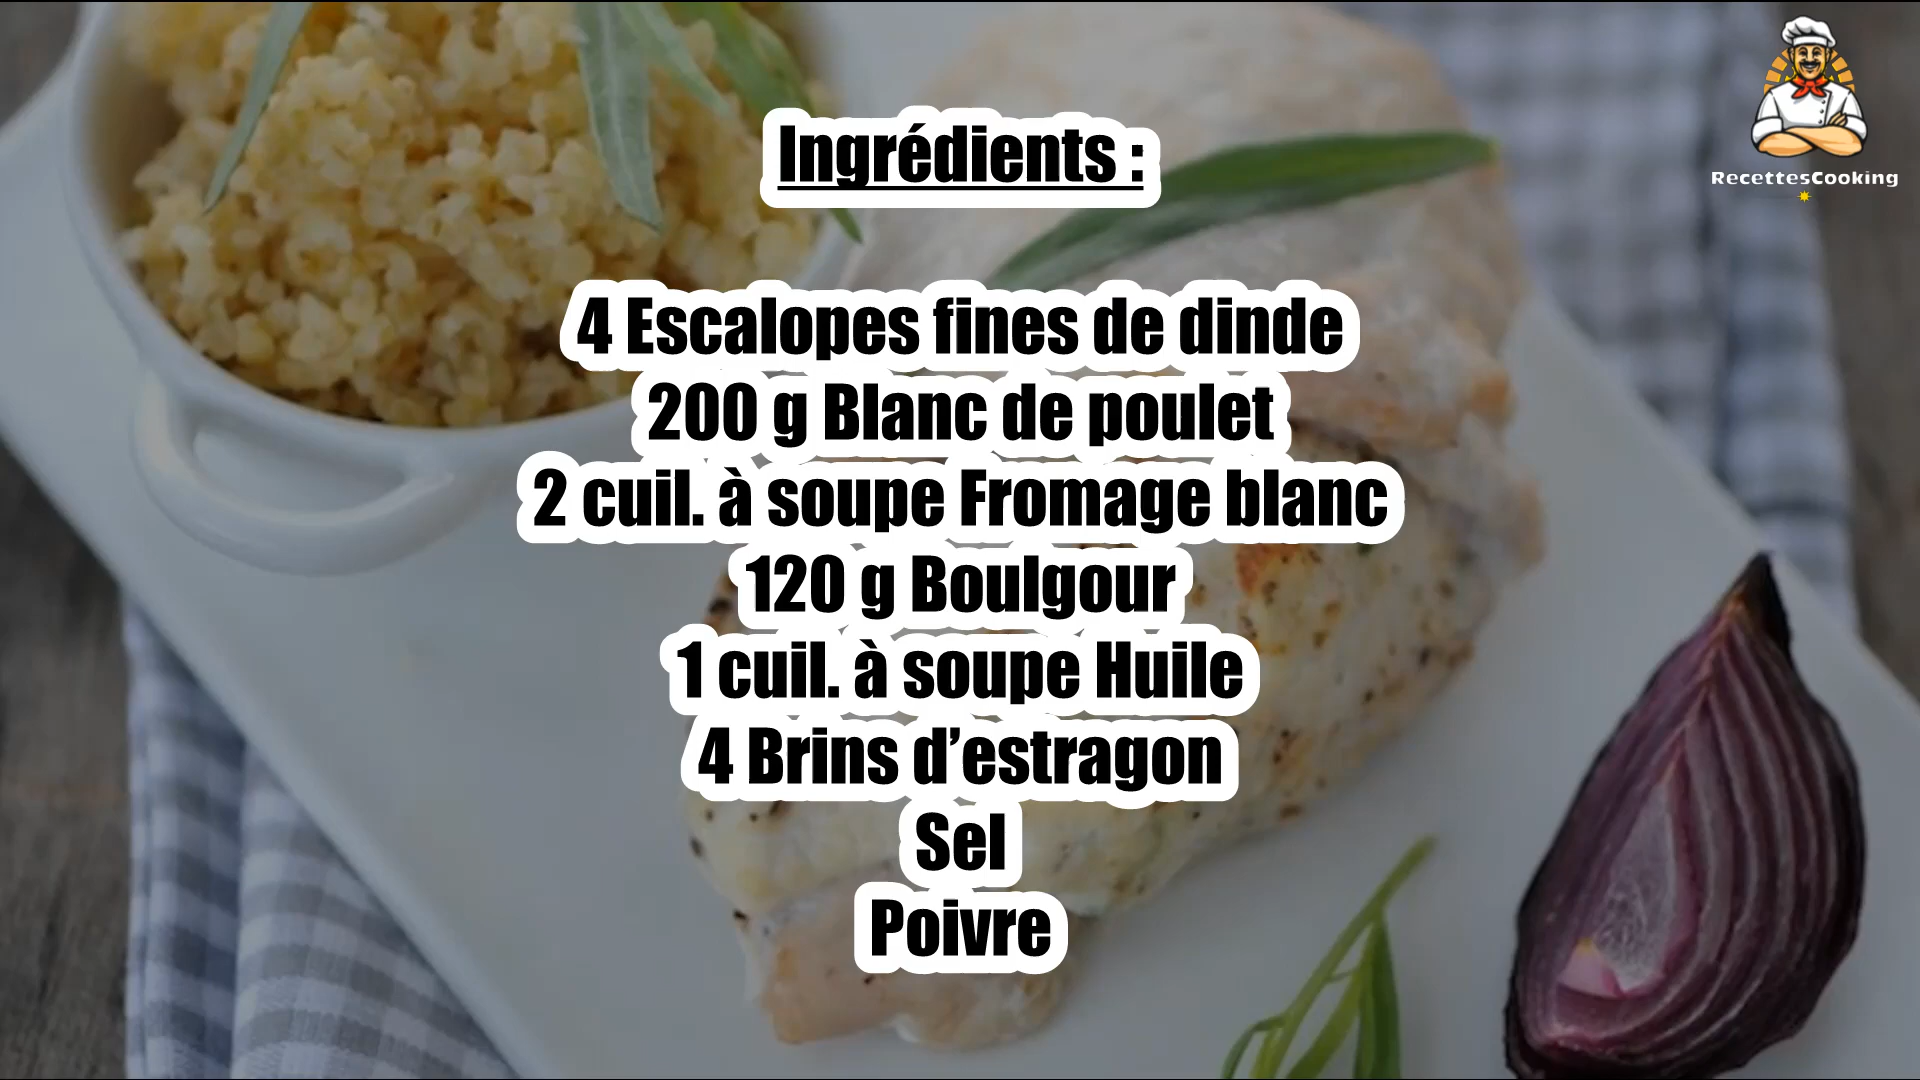 Ingrédients :
RecettesCooking
4 Escalopes fines de dinde
200 g Blanc de poulet
2 cuil. à soupe Fromage blanc
120 g Boulgour
1 cuil. à soupe Huile
4 Brins d’estragon
Sel
Poivre